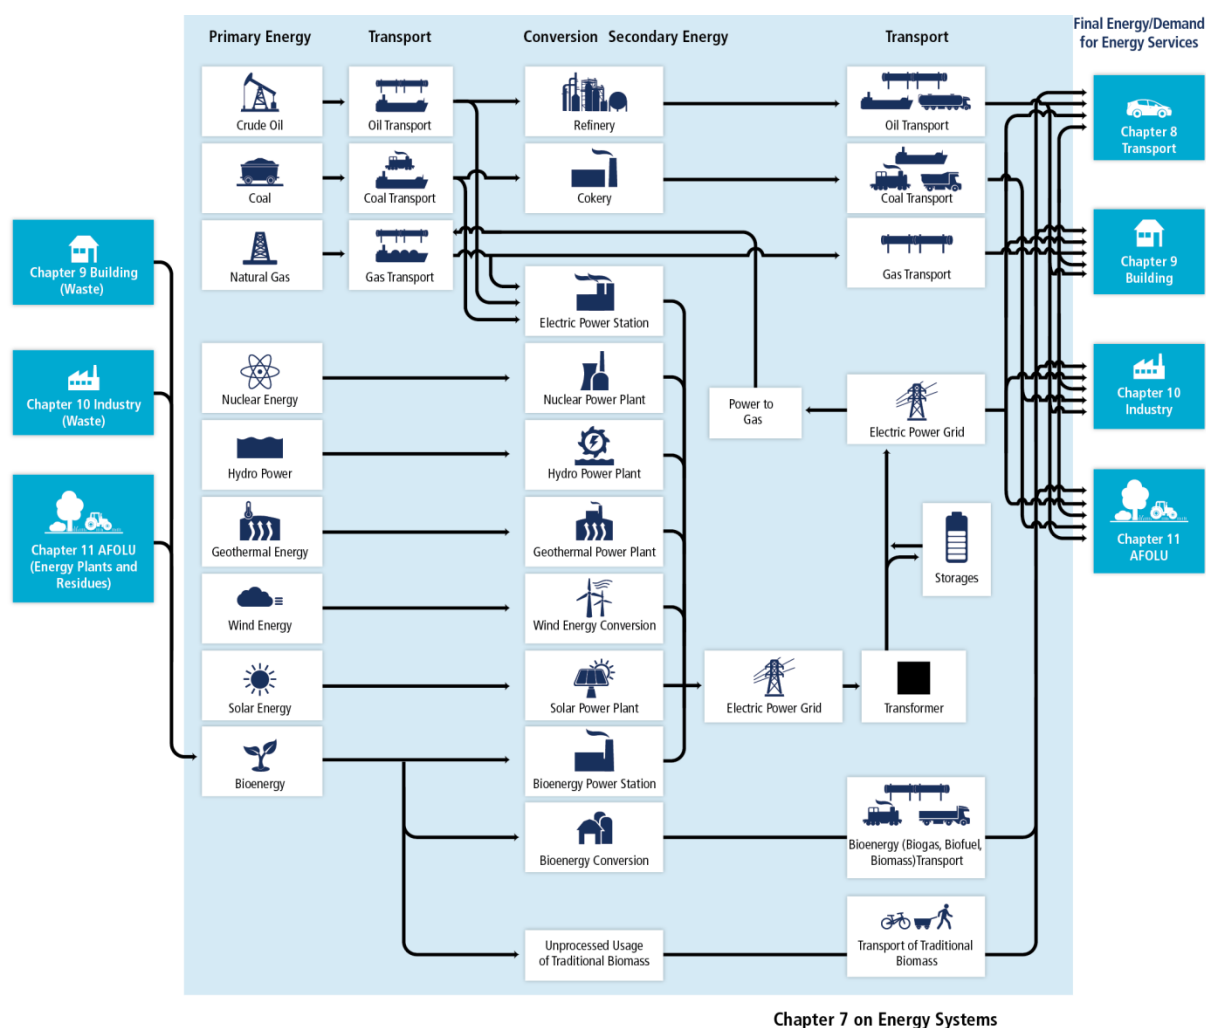 Primary Energy
Transport
Conversion
Secondary Energy
Transport
Final Energy/Demand
for Energy Services
Crude Oil
Oil Transport
Refinery
Oil Transport
Chapter 8
Transport
Coal
Coal Transport
Cokery
Coal Transport
Chapter 9 Building
(Waste)
Natural Gas
Gas Transport
Gas Transport
Chapter 9
Building
Electric Power Station
Chapter 10 Industry
(Waste)
Nuclear Energy
Nuclear Power Plant
Power to
Gas
Electric Power Grid
Chapter 10
Industry
Hydro Power
Hydro Power Plant
Chapter 11 AFOLU
(Energy Plants and
Residues)
Geothermal Energy
Geothermal Power Plant
Storages
Chapter 11
AFOLU
Wind Energy
Wind Energy Conversion
Solar Energy
Solar Power Plant
Electric Power Grid
Transformer
Bioenergy
Bioenergy Power Station
Bioenergy Conversion
Bioenergy (Biogas, Biofuel,
Biomass)Transport
Unprocessed Usage
of Traditional Biomass
Transport of Traditional
Biomass
Chapter 7 on Energy Systems